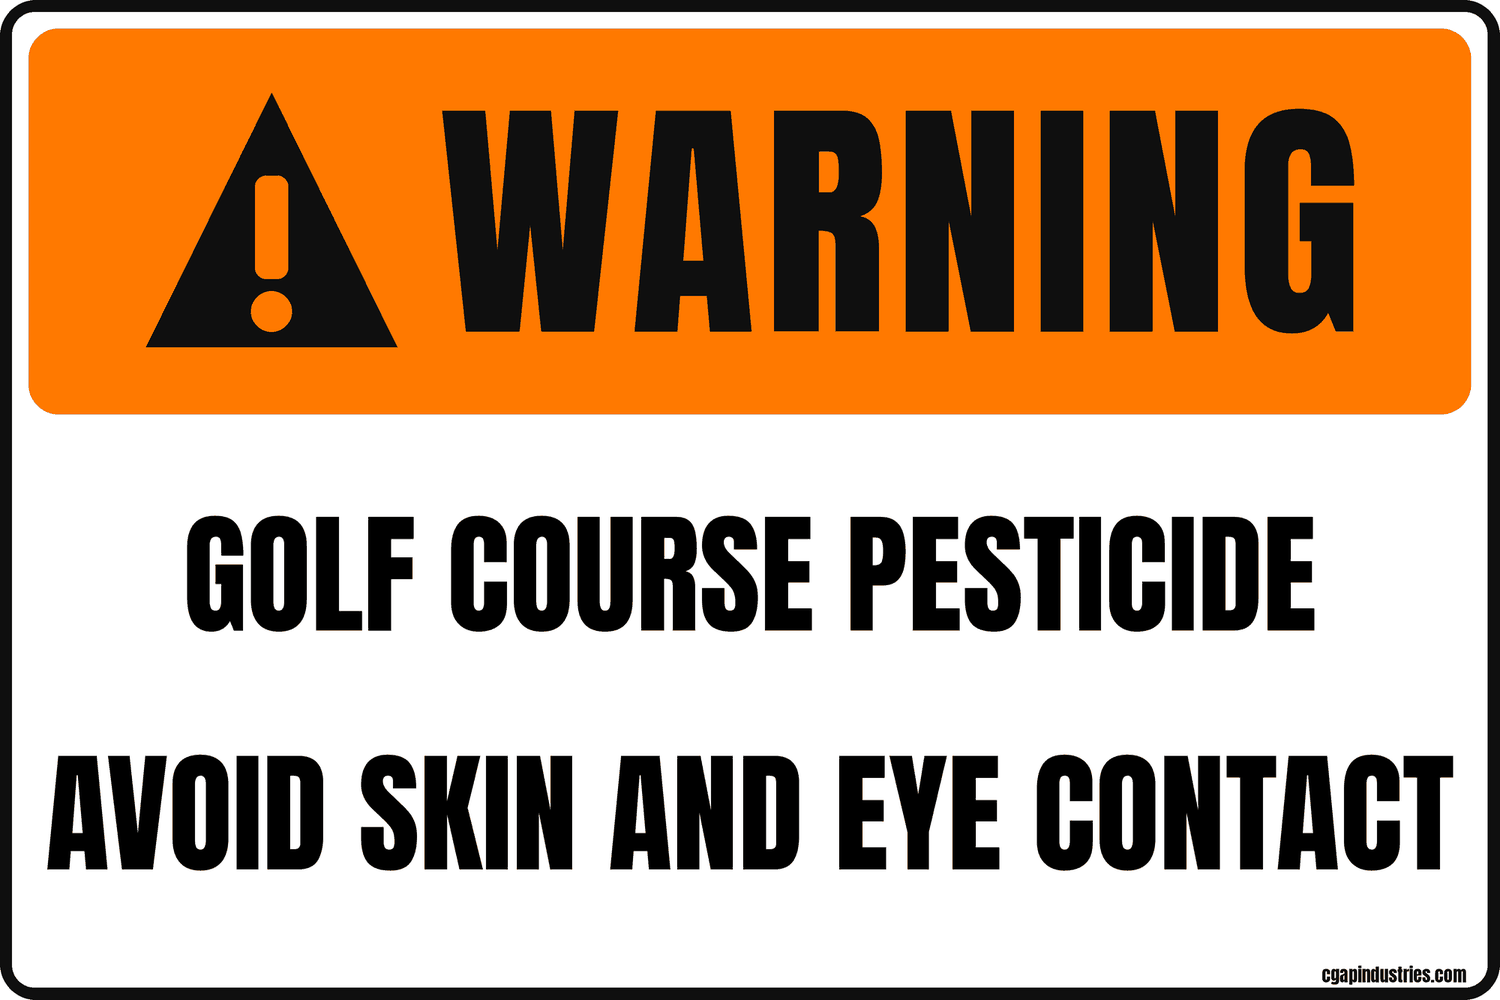 WARNING
GOLF COURSE PESTICIDE
AVOID SKIN AND EYE CONTACT
cgapindustries.com